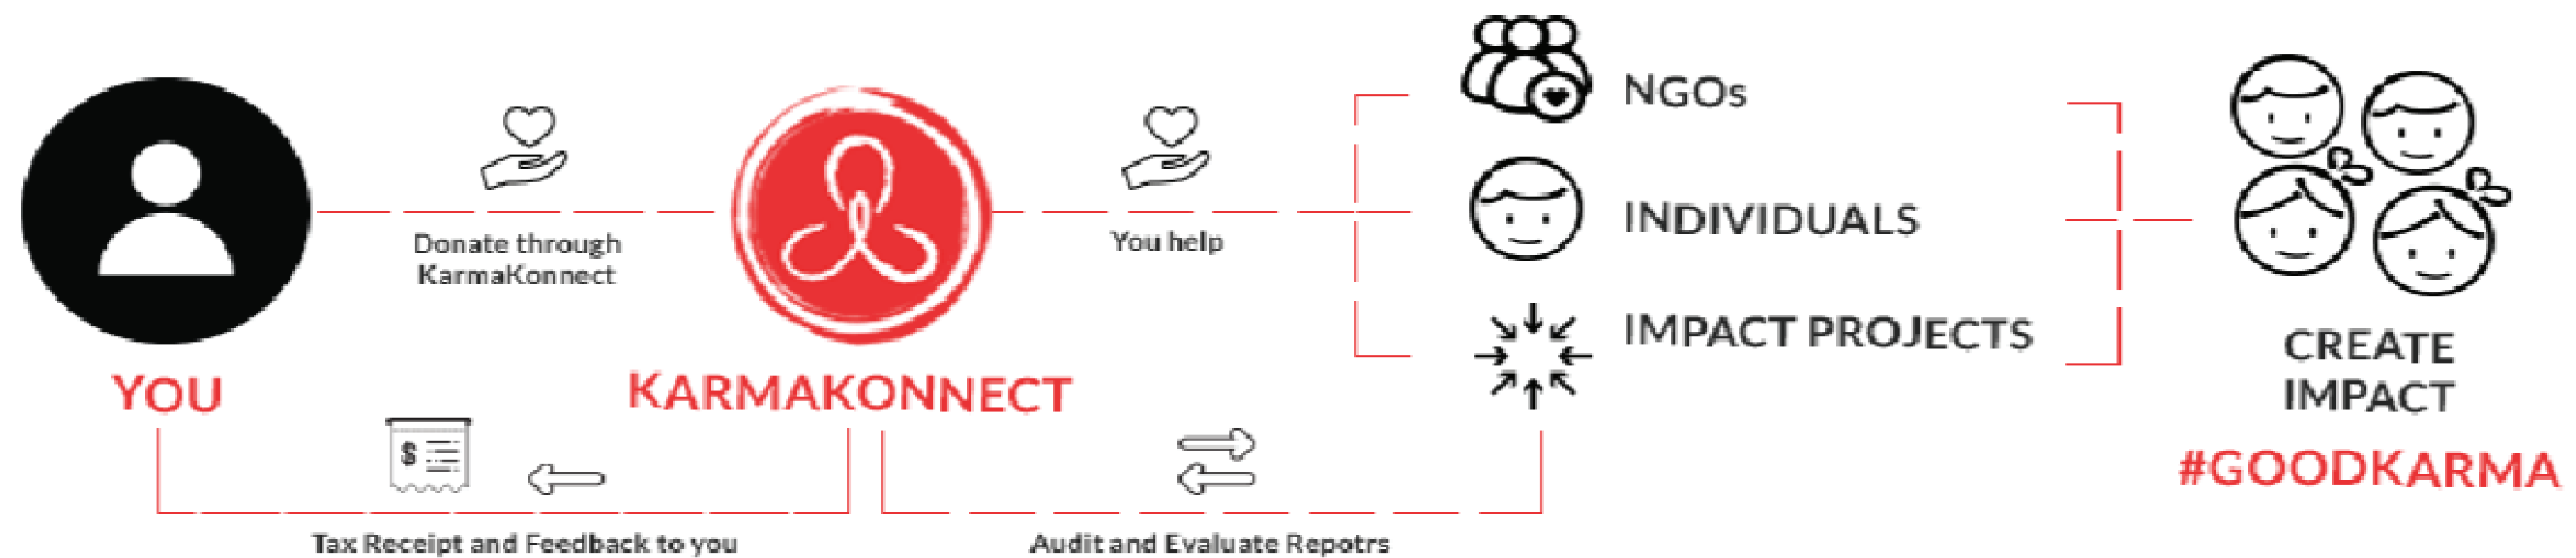 Donate through
KarmaKonnect
You help
NGOs
INDIVIDUALS
IMPACT PROJECTS
YOU
KARMAKONNECT
CREATE
IMPACT
#GOODKARMA
$
Tax Receipt and Feedback to you
Audit and Evaluate Repotrs